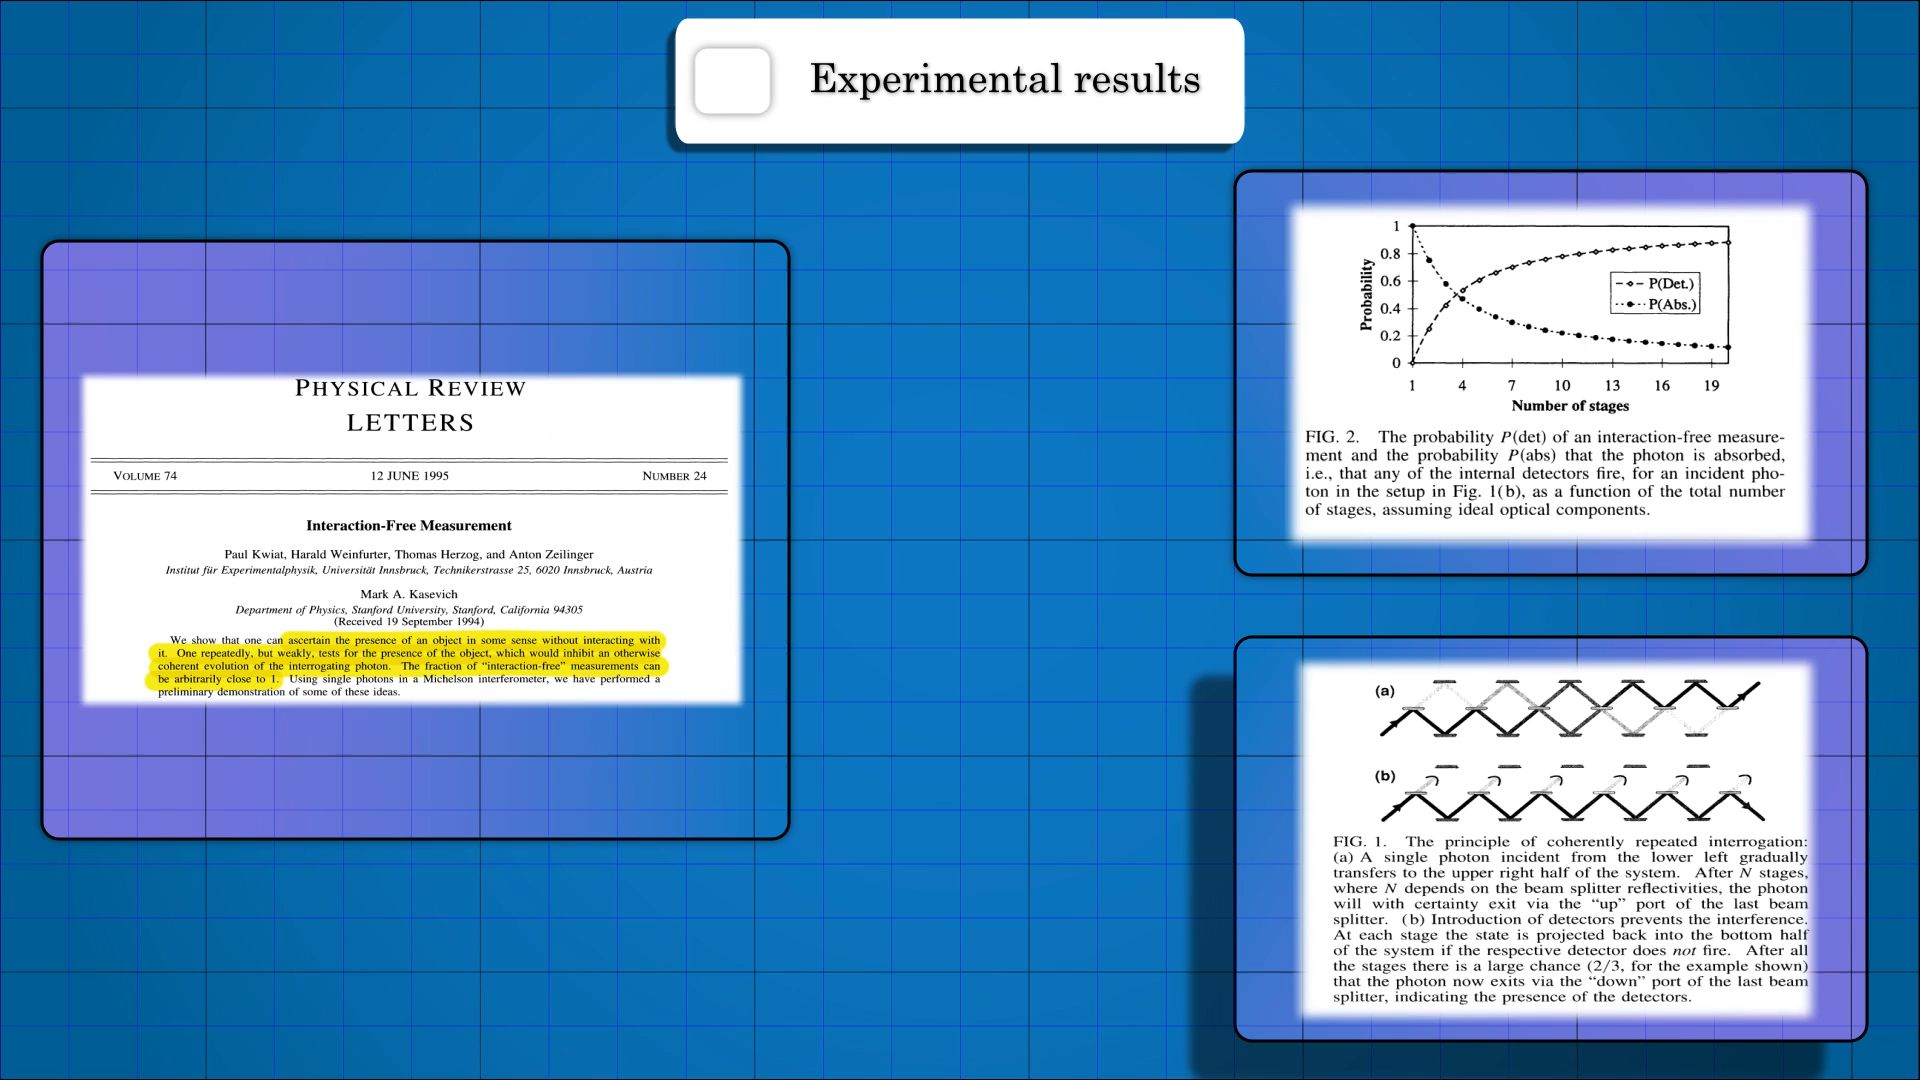 Experimental results
PHYSICAL REVIEW
LETTERS
VOLUME 74 12 JUNE 1995 NUMBER 24
Interaction-Free Measurement
Paul Kwiat, Harald Weinfurter, Thomas Herzog, and Anton Zeilinger
Institut für Experimentalphysik, Universität Innsbruck, Technikerstrasse 25, 6020 Innsbruck, Austria
Mark A. Kasevich
Department of Physics, Stanford University, Stanford, California 94305
(Received 19 September 1994)
We show that one can ascertain the presence of an object in some sense without interacting with
it. One repeatedly, but weakly, tests for the presence of the object, which would inhibit an otherwise
coherent evolution of the interrogating photon. The fraction of “interaction-free” measurements can
be arbitrarily close to 1. Using single photons in a Michelson interferometer, we have performed a
preliminary demonstration of some of these ideas.
1
0.8
0.6
0.4
0.2
0
Probability
P(Det.)
P(Abs.)
1 4 7 10 13 16 19
Number of stages
FIG. 2. The probability P(det) of an interaction-free measure-
ment and the probability P(abs) that the photon is absorbed,
i.e., that any of the internal detectors fire, for an incident pho-
ton in the setup in Fig. 1(b), as a function of the total number
of stages, assuming ideal optical components.
(a)
(b)
FIG. 1. The principle of coherently repeated interrogation:
(a) A single photon incident from the lower left gradually
transfers to the upper right half of the system. After N stages,
where N depends on the beam splitter reflectivities, the photon
will with certainty exit via the “up” port of the last beam
splitter. (b) Introduction of detectors prevents the interference.
At each stage the state is projected back into the bottom half
of the system if the respective detector does not fire. After all
the stages there is a large chance (2/3, for the example shown)
that the photon now exits via the “down” port of the last beam
splitter, indicating the presence of the detectors.